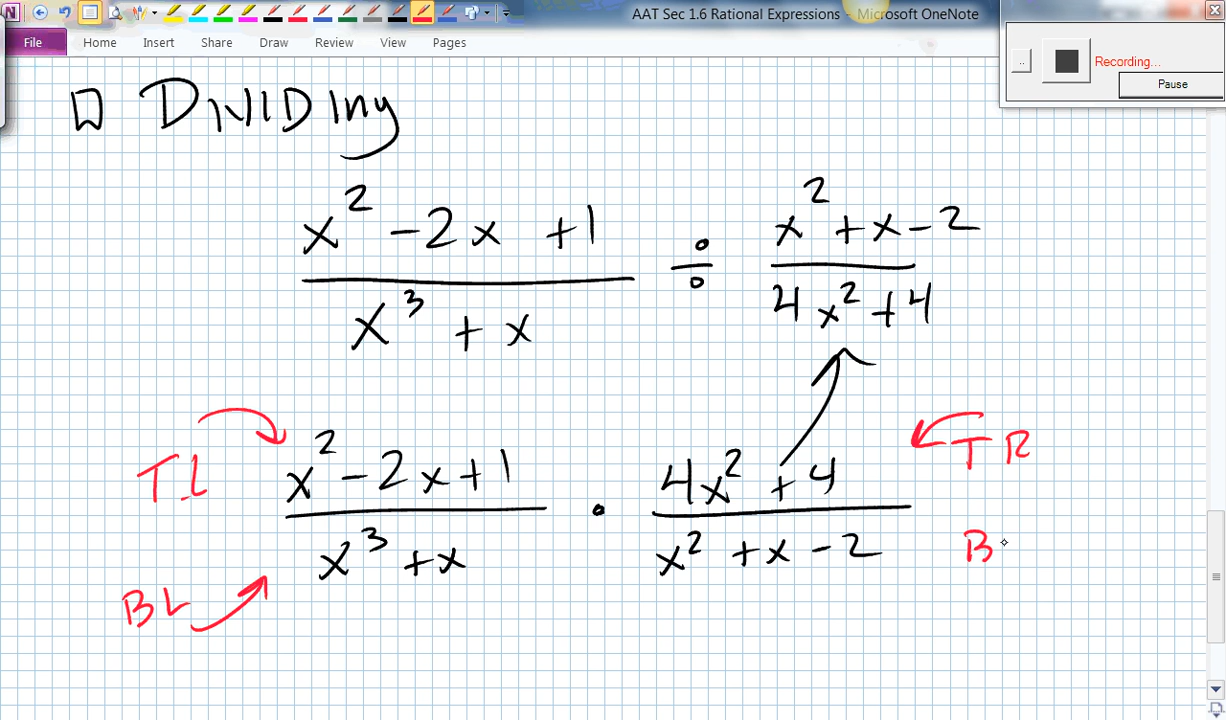 AAT Sec 1.6 Rational Expressions - Microsoft OneNote
File Home Insert Share Draw Review View Pages
Recording...
Pause
DIVIDIng
x² - 2x + 1 ÷ x² + x - 2
x³ + x 4x² + 4
TL x² - 2x + 1 · 4x² + 4 TR
x³ + x x² + x - 2 B
BL